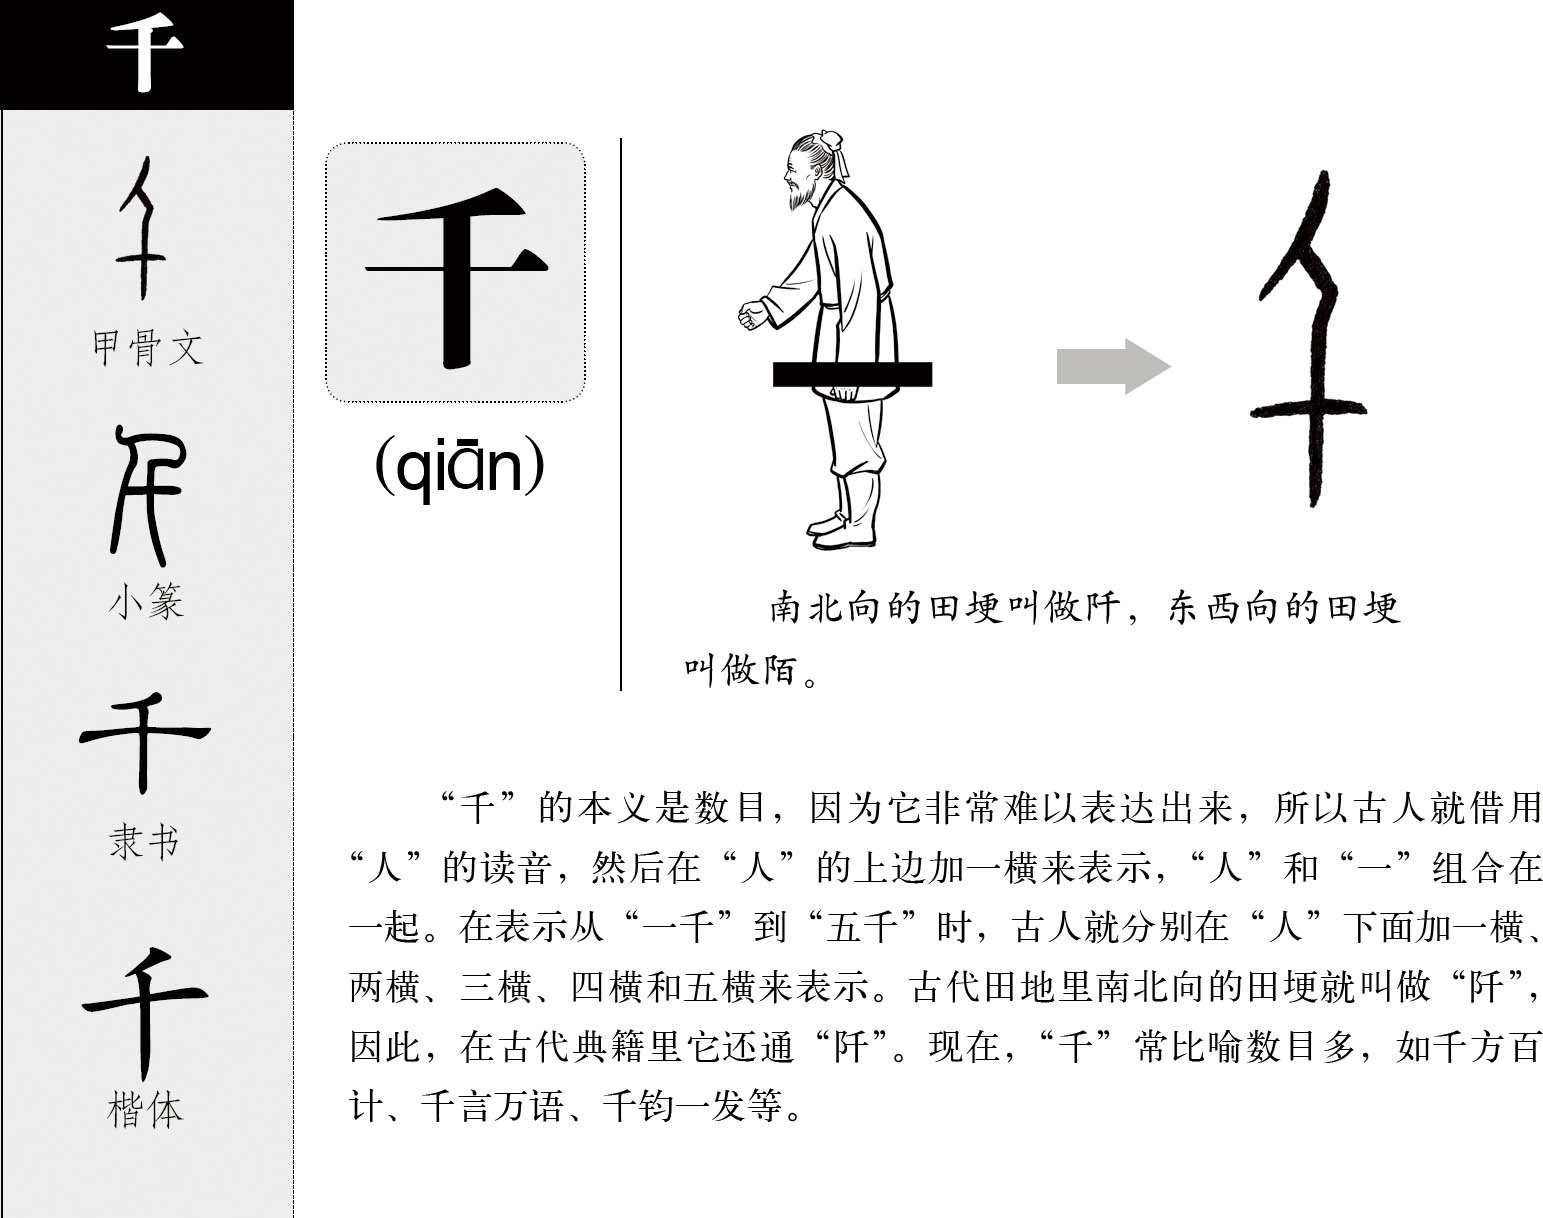 千
甲骨文
小篆
隶书
楷体
千
(qiān)
南北向的田埂叫做阡，东西向的田埂
叫做陌。
“千”的本义是数目，因为它非常难以表达出来，所以古人就借用
“人”的读音，然后在“人”的上边加一横来表示，“人”和“一”组合在
一起。在表示从“一千”到“五千”时，古人就分别在“人”下面加一横、
两横、三横、四横和五横来表示。古代田地里南北向的田埂就叫做“阡”，
因此，在古代典籍里它还通“阡”。现在，“千”常比喻数目多，如千方百
计、千言万语、千钧一发等。